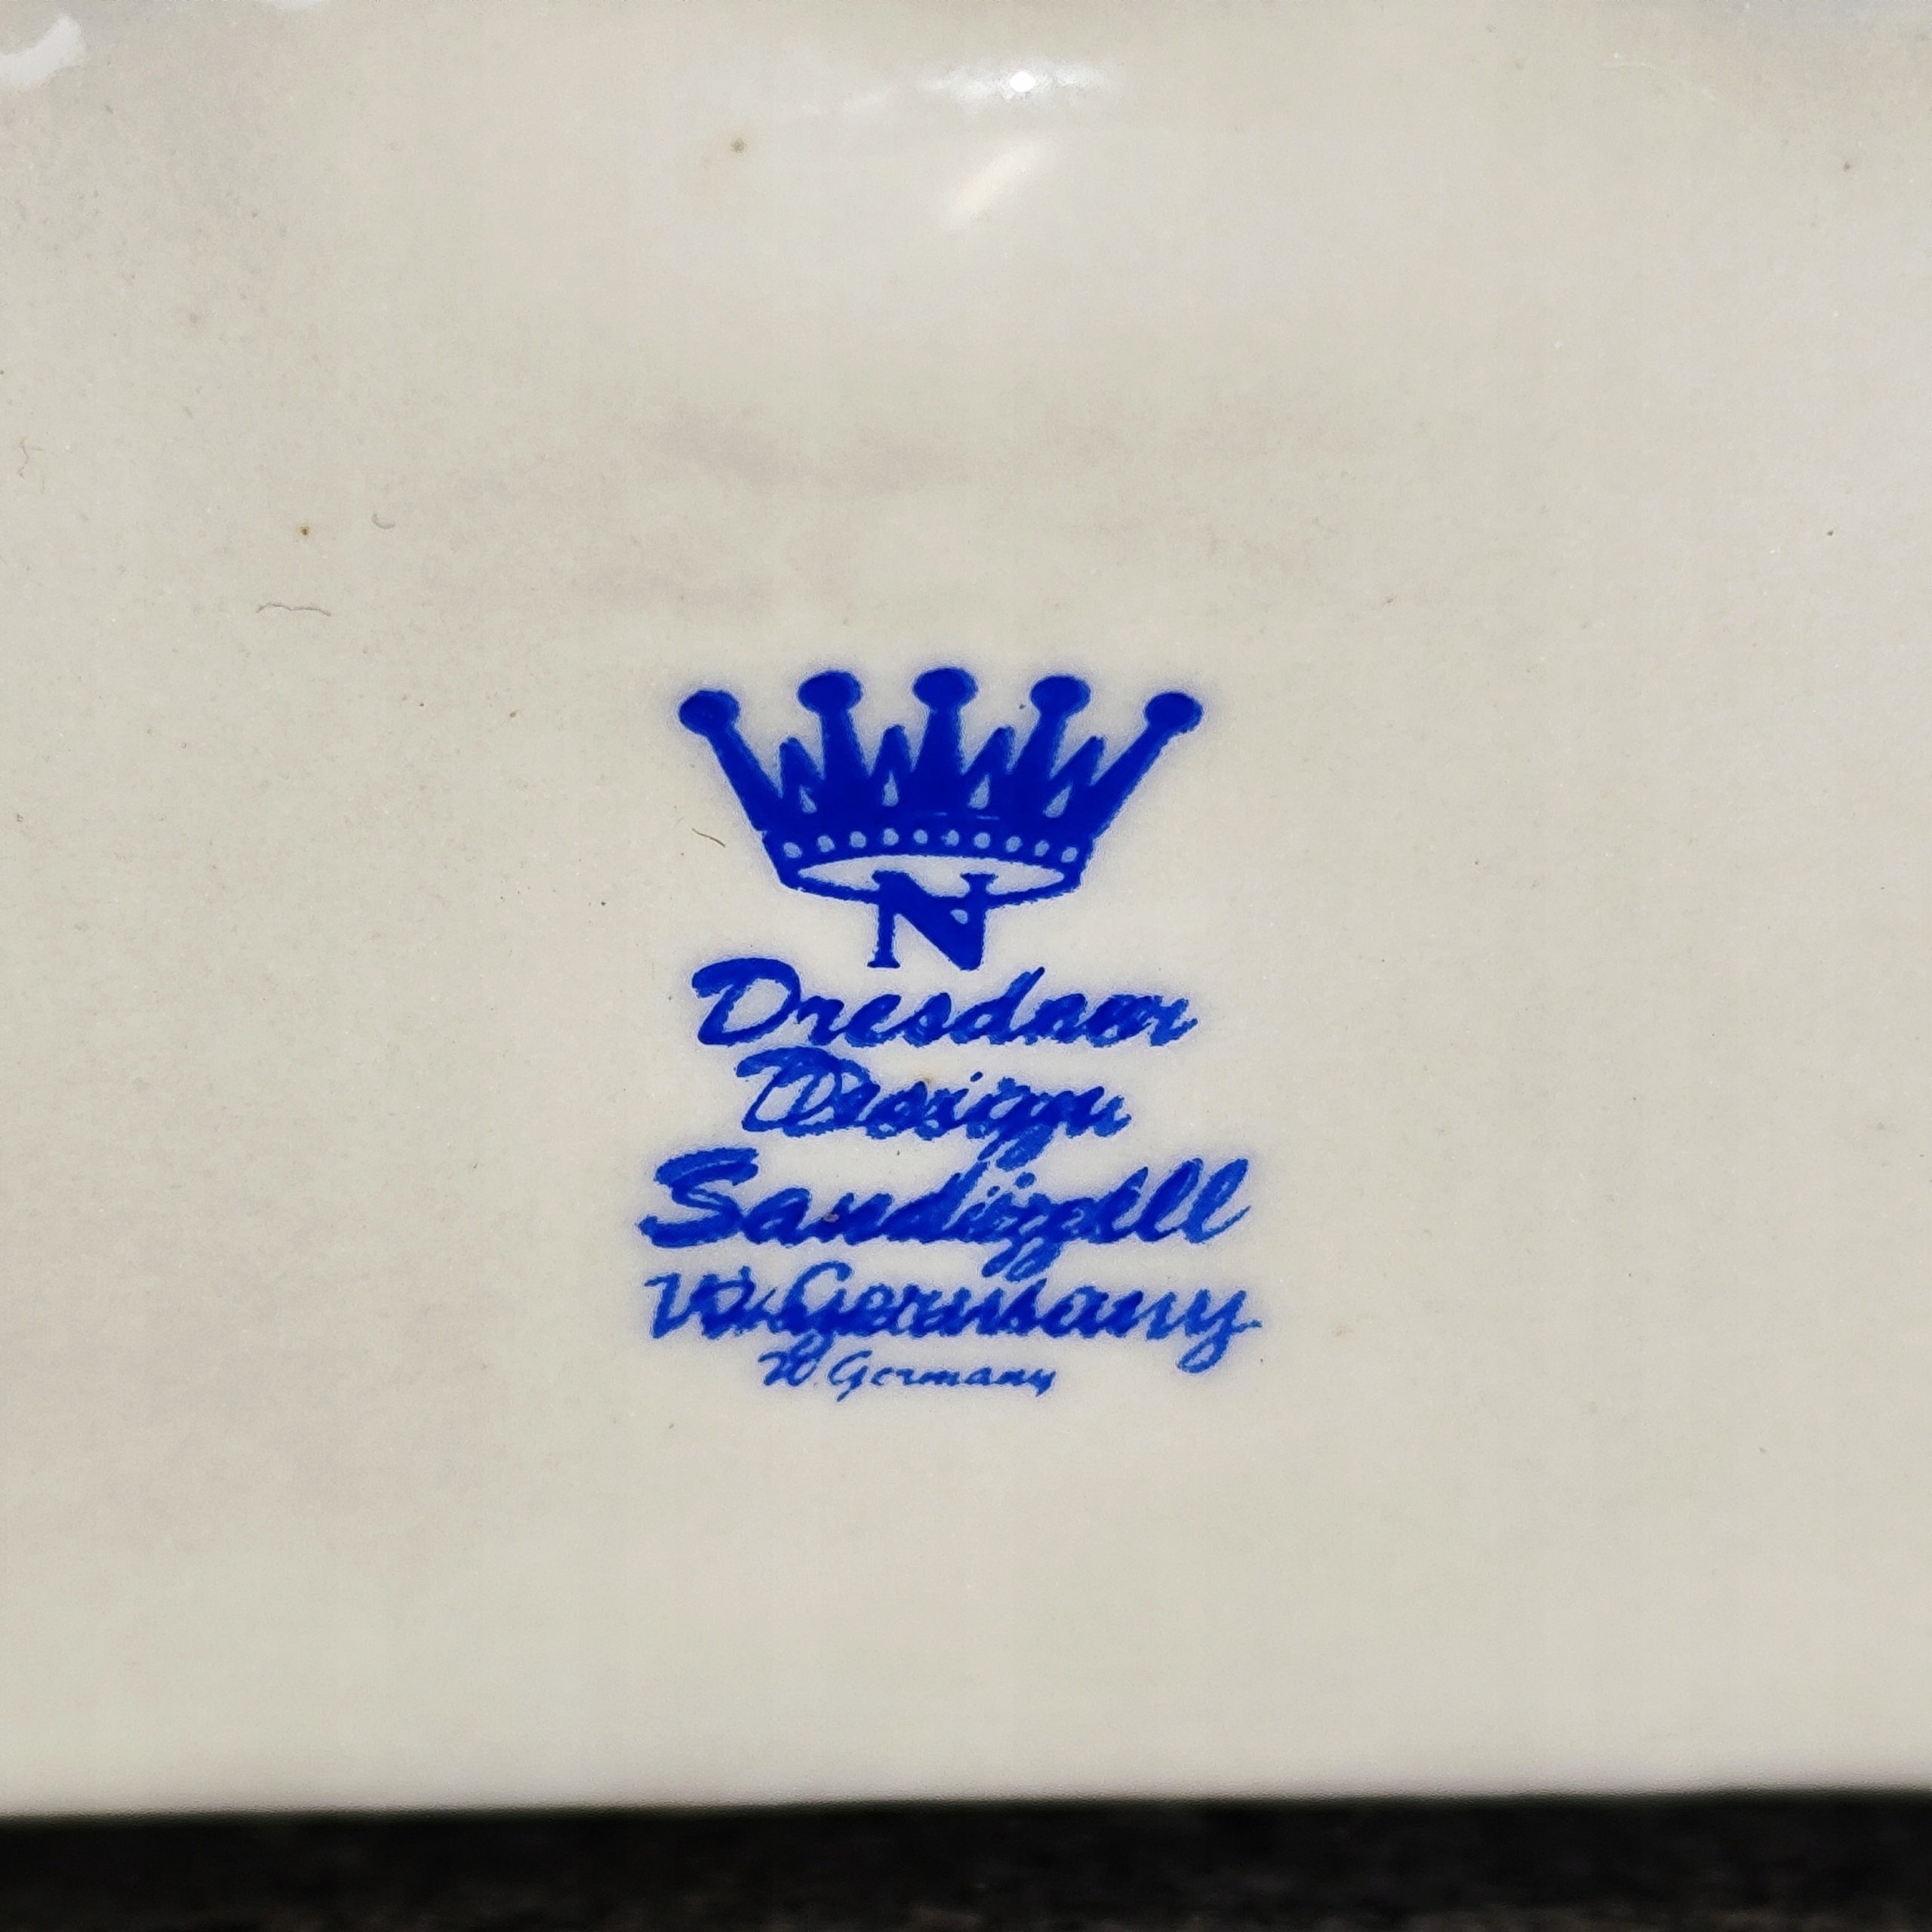 N
Dresdner
Design
Sandizell
W. Germany
W. Germany